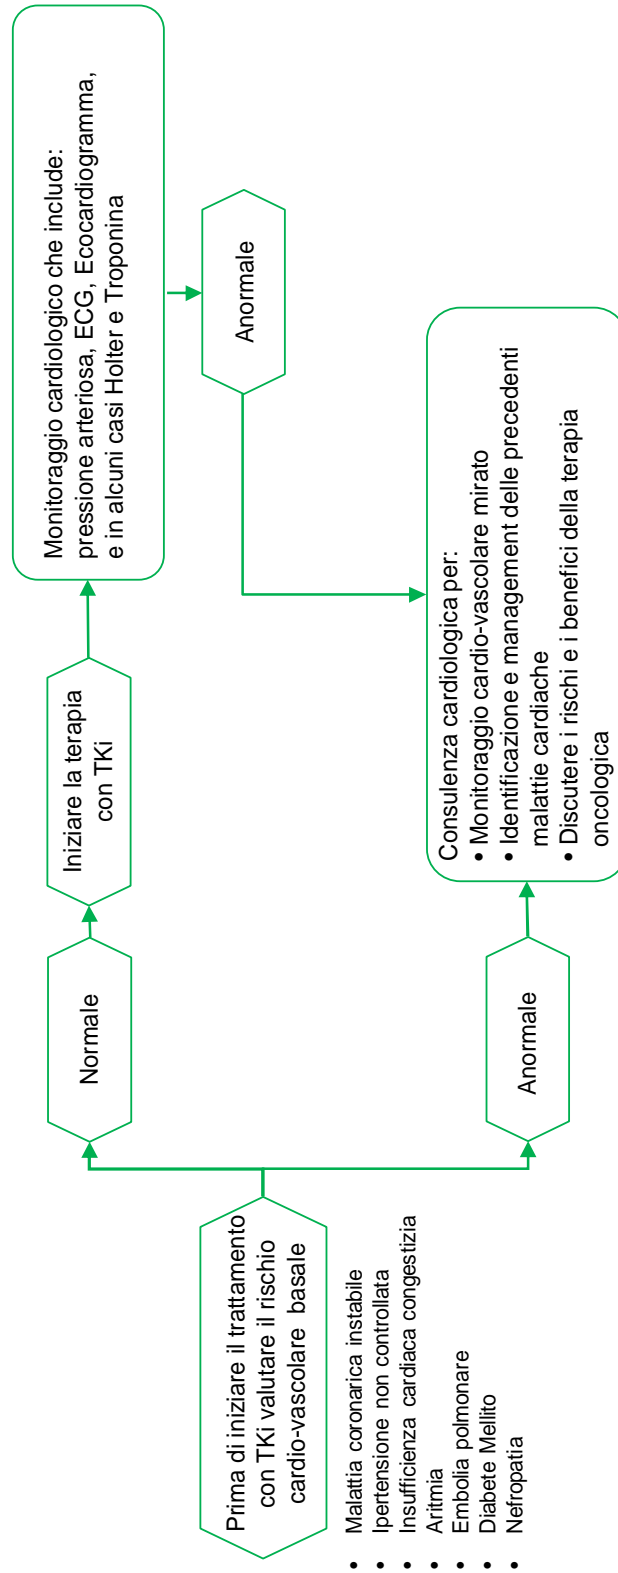 Prima di iniziare il trattamento
con TKi valutare il rischio
cardio-vascolare basale
• Malattia coronarica instabile
• Ipertensione non controllata
• Insufficienza cardiaca congestizia
• Aritmia
• Embolia polmonare
• Diabete Mellito
• Nefropatia
Normale
Iniziare la terapia
con TKi
Monitoraggio cardiologico che include:
pressione arteriosa, ECG, Ecocardiogramma,
e in alcuni casi Holter e Troponina
Anormale
Anormale
Consulenza cardiologica per:
• Monitoraggio cardio-vascolare mirato
• Identificazione e management delle precedenti
malattie cardiache
• Discutere i rischi e i benefici della terapia
oncologica